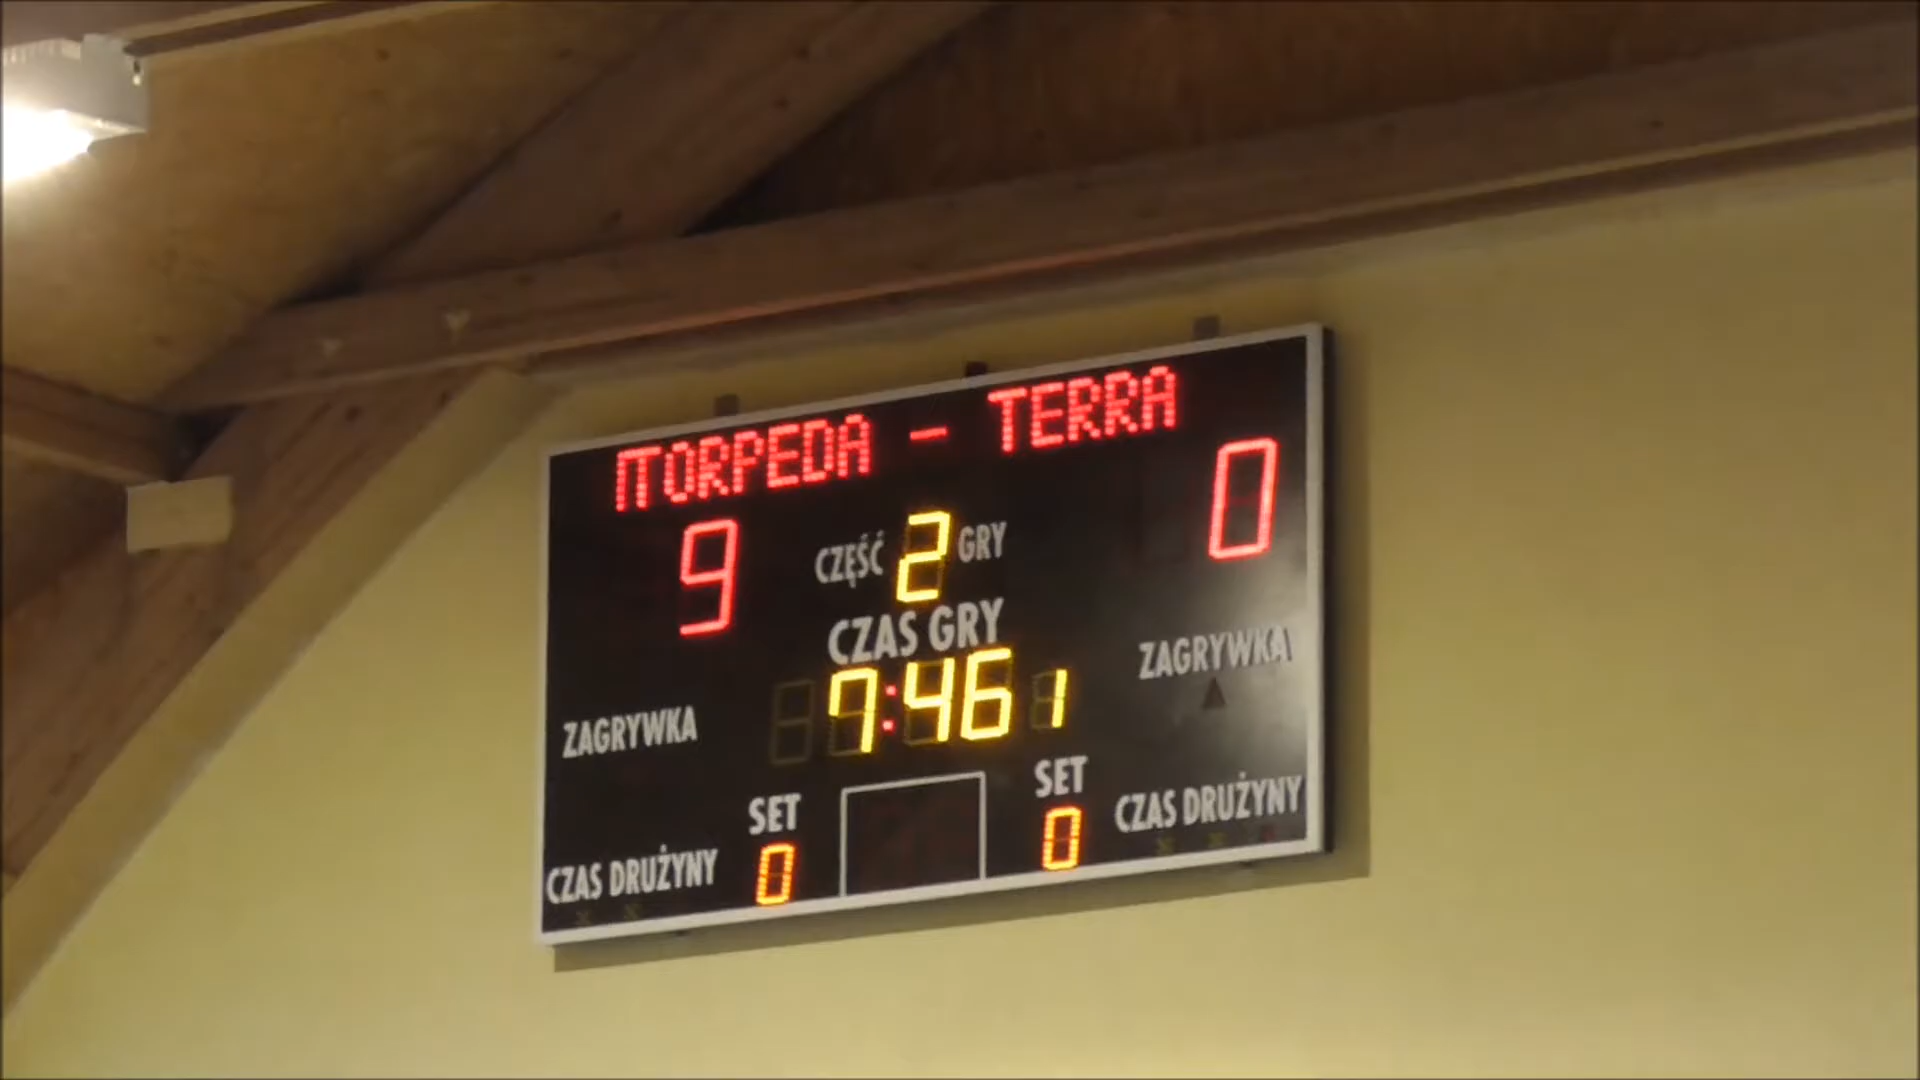 TORPEDA - TERRA
9 CZĘŚĆ 2 GRY 0
CZAS GRY
7:46 1
ZAGRYWKA ZAGRYWKA
SET SET
0 0
CZAS DRUŻYNY CZAS DRUŻYNY